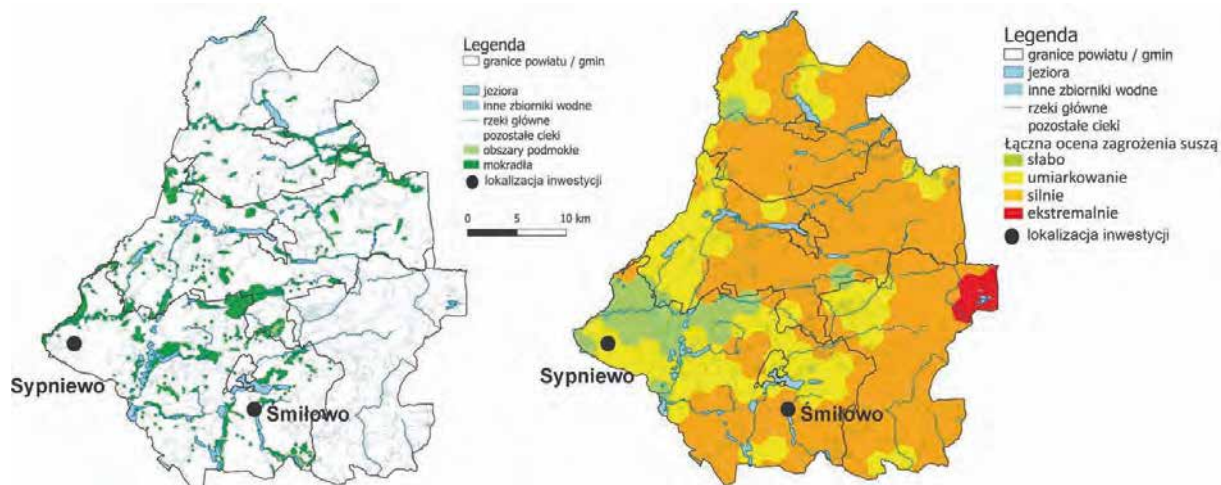 Legenda
granice powiatu / gmin
jeziora
inne zbiorniki wodne
rzeki główne
pozostałe cieki
obszary podmokłe
mokradła
lokalizacja inwestycji
0 5 10 km
Sypniewo
Śmiłowo
Legenda
granice powiatu / gmin
jeziora
inne zbiorniki wodne
rzeki główne
pozostałe cieki
Łączna ocena zagrożenia suszą
słabo
umiarkowanie
silnie
ekstremalnie
lokalizacja inwestycji
Sypniewo
Śmiłowo